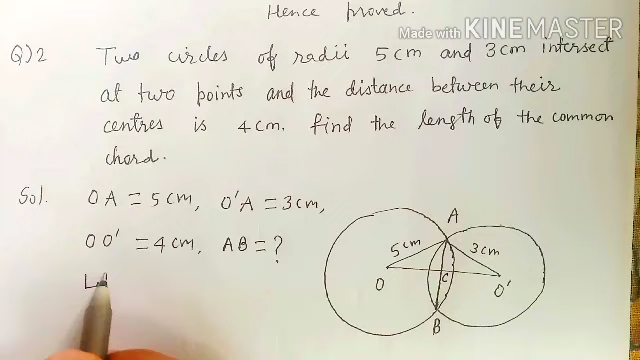 Hence proved.
Made with KINEMASTER
Q)2 Two circles of radii 5cm and 3cm intersect
at two points and the distance between their
centres is 4cm. find the length of the common
chord.
Sol. OA = 5cm, O'A = 3cm,
OO' = 4cm, AB = ?
A
5cm 3cm
O C O'
B